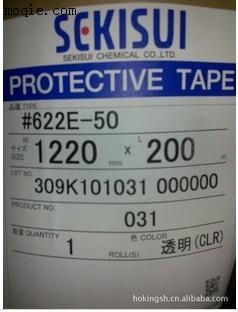 moqie.com
SEKISUI
SEKISUI CHEMICAL CO.,LTD.
PROTECTIVE TAPE
品種 TYPE
#622E-50
サイズ SIZE W 1220 mm × L 200 m
LOT NO. 309K101031 000000
PRODUCT NO. 031
数量 QUANTITY 1 ROLL(S) 色 COLOR 透明(CLR)
hokingsh.cn.alibaba.com